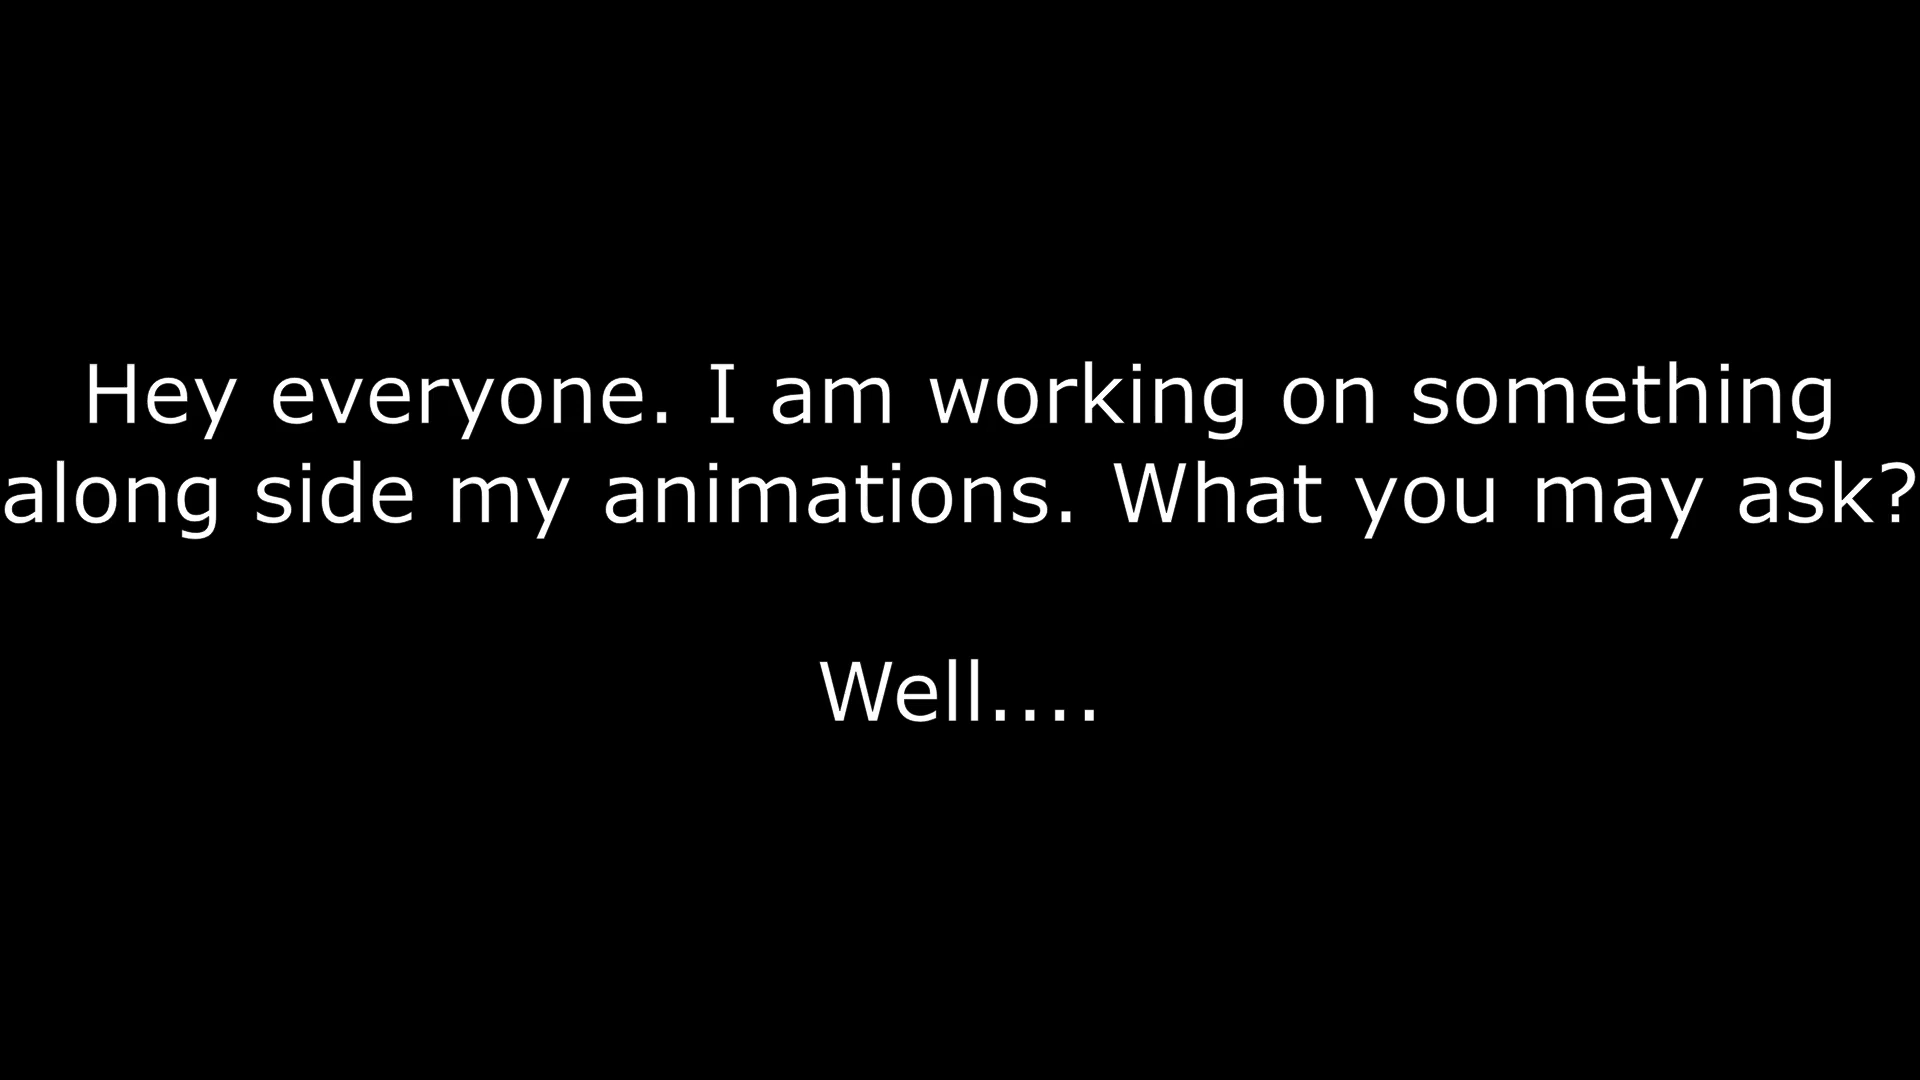 Hey everyone. I am working on something
along side my animations. What you may ask?
Well....